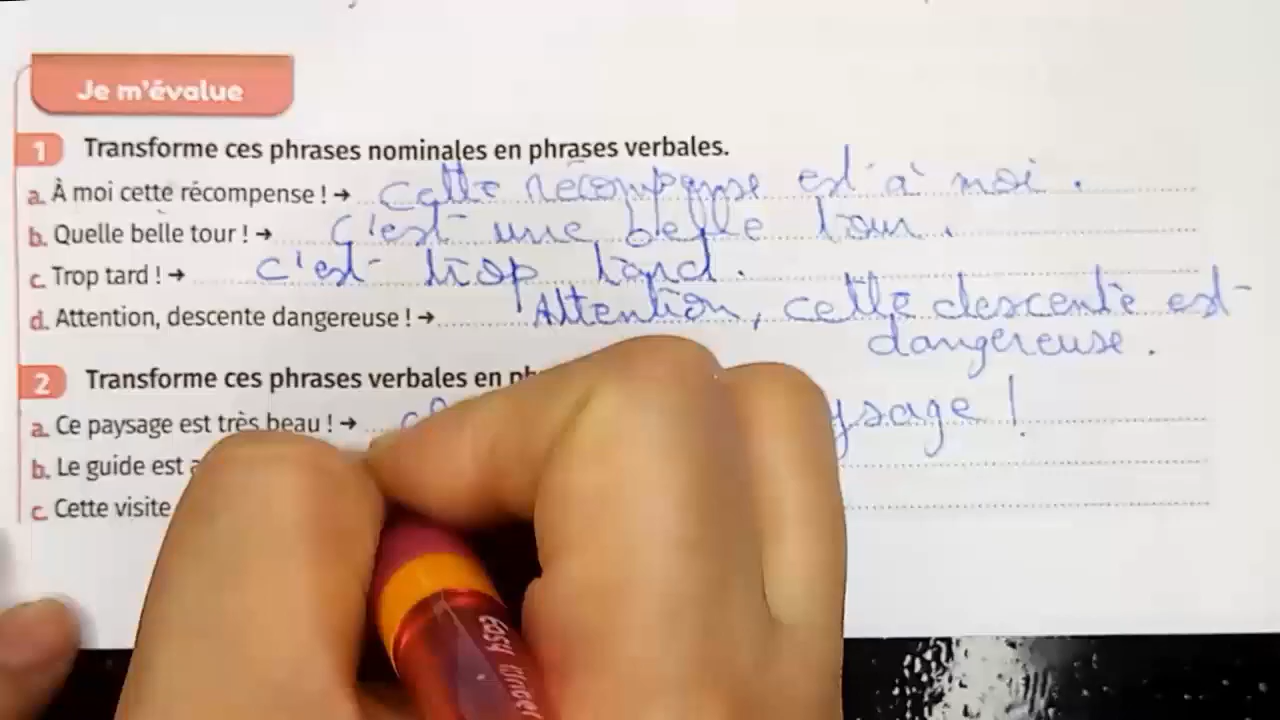 Je m'évalue
1 Transforme ces phrases nominales en phrases verbales.
a. À moi cette récompense ! → Cette récompense est à moi.
b. Quelle belle tour ! → C'est une belle tour.
c. Trop tard ! → C'est trop tard.
d. Attention, descente dangereuse ! → Attention, cette descente est
dangereuse.
2 Transforme ces phrases verbales en
a. Ce paysage est très beau ! → !
b. Le guide est
c. Cette visite
Easy